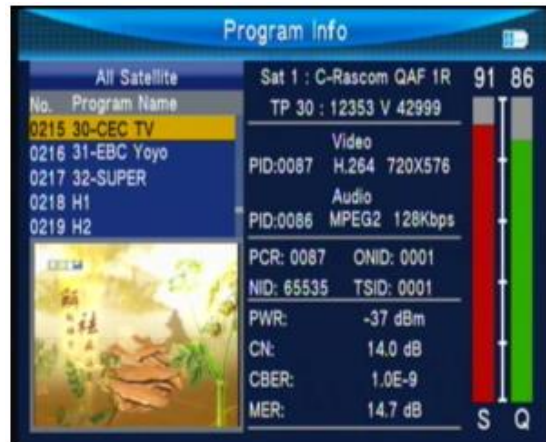 Program Info
All Satellite
No. Program Name
0215 30-CEC TV
0216 31-EBC Yoyo
0217 32-SUPER
0218 H1
0219 H2
Sat 1 : C-Rascom QAF 1R
TP 30 : 12353 V 42999
Video
PID:0087 H.264 720X576
Audio
PID:0086 MPEG2 128Kbps
PCR: 0087 ONID: 0001
NID: 65535 TSID: 0001
PWR: -37 dBm
CN: 14.0 dB
CBER: 1.0E-9
MER: 14.7 dB
91 86
S Q